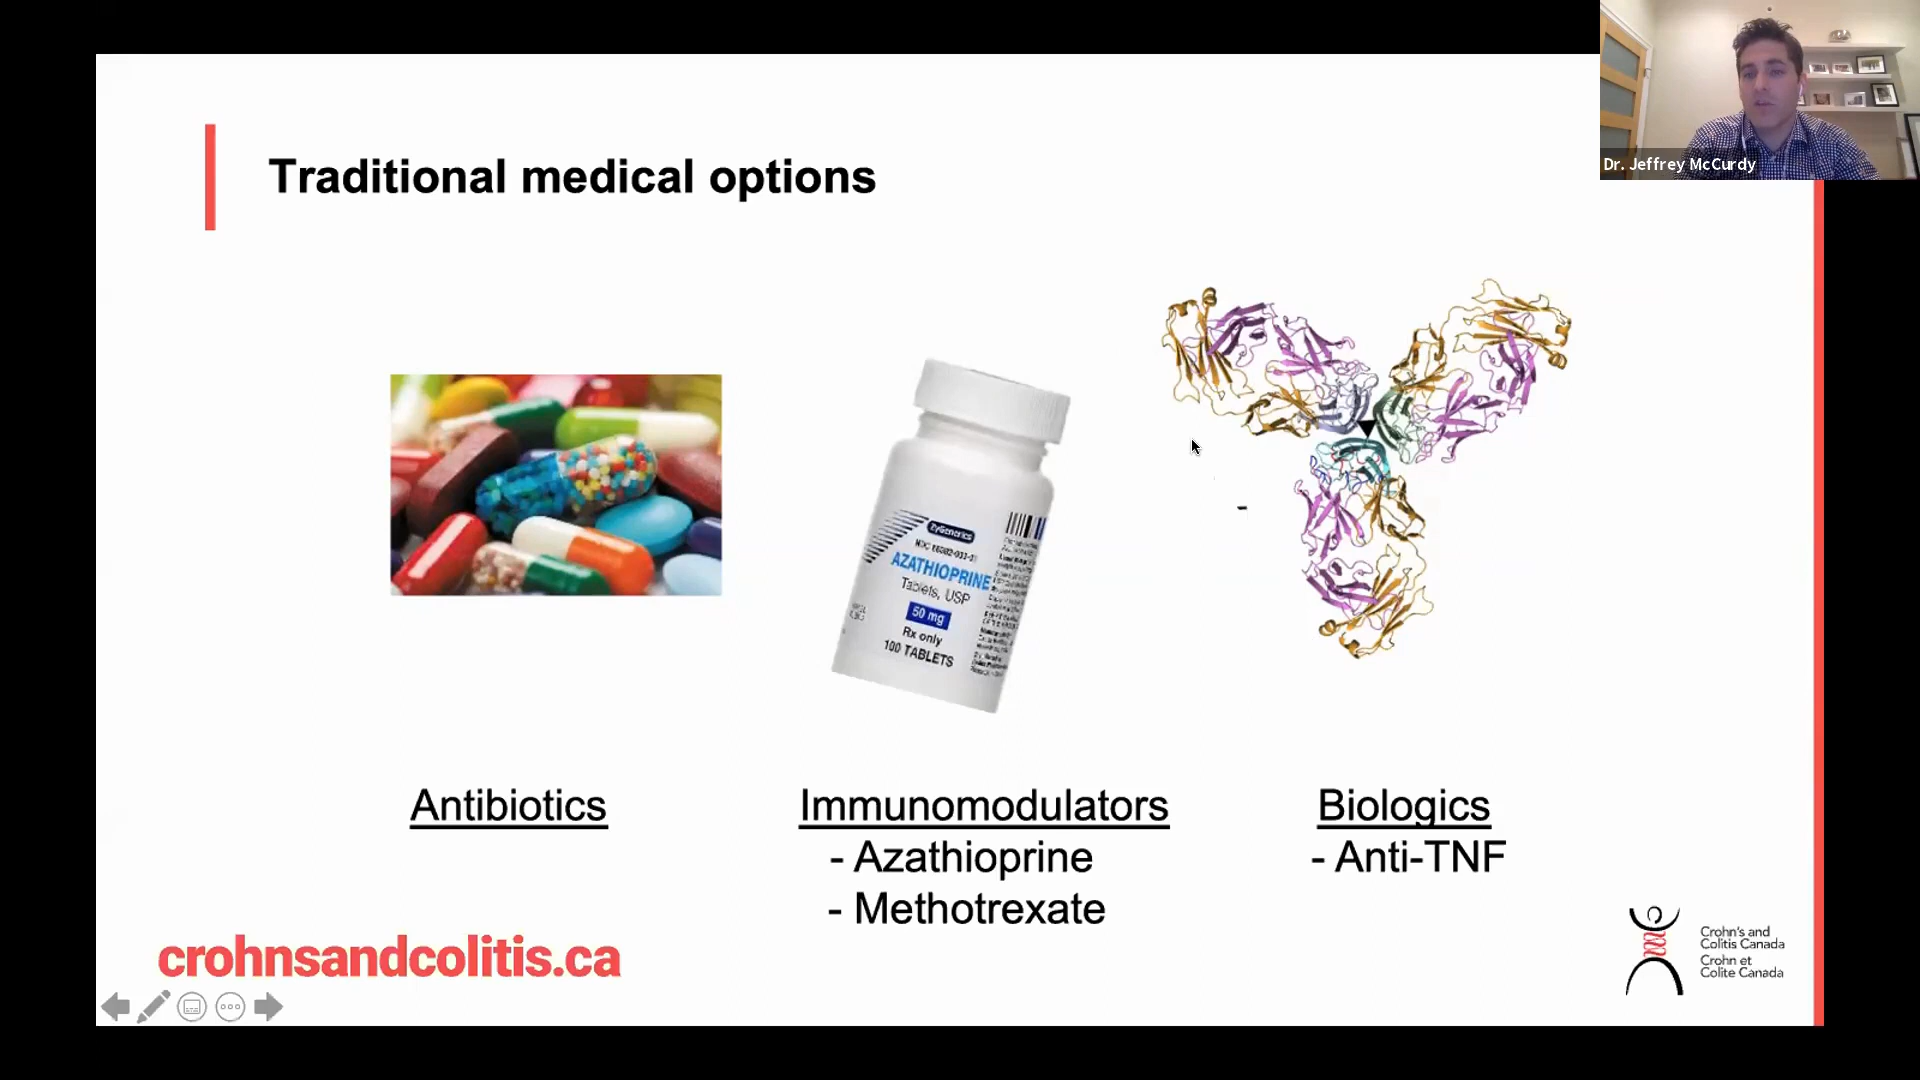 Dr. Jeffrey McCurdy
Traditional medical options
ZyGenerics
AZATHIOPRINE
Tablets, USP
50 mg
Rx only
100 TABLETS
Antibiotics
Immunomodulators
- Azathioprine
- Methotrexate
Biologics
- Anti-TNF
crohnsandcolitis.ca
Crohn's and
Colitis Canada
Crohn et
Colite Canada